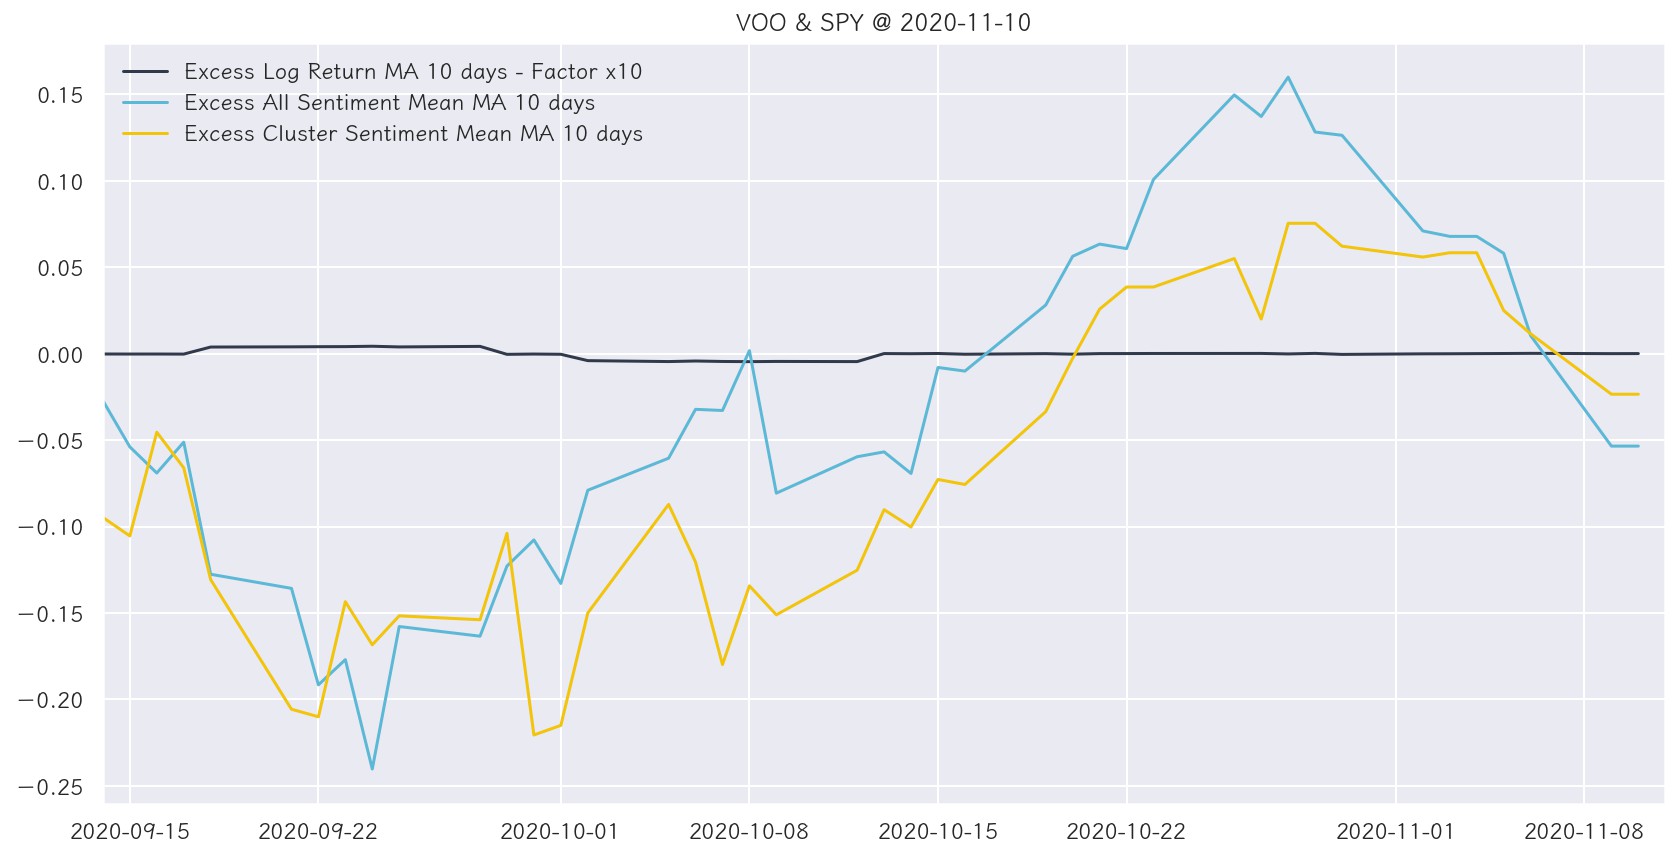 VOO & SPY @ 2020-11-10
Excess Log Return MA 10 days - Factor x10
Excess All Sentiment Mean MA 10 days
Excess Cluster Sentiment Mean MA 10 days
0.15
0.10
0.05
0.00
−0.05
−0.10
−0.15
−0.20
−0.25
2020-09-15 2020-09-22 2020-10-01 2020-10-08 2020-10-15 2020-10-22 2020-11-01 2020-11-08